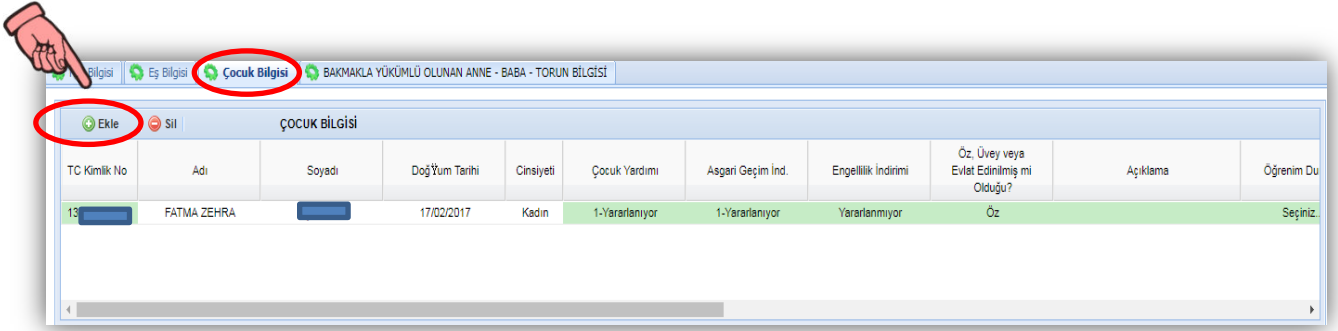 Bilgisi Eş Bilgisi Çocuk Bilgisi BAKMAKLA YÜKÜMLÜ OLUNAN ANNE - BABA - TORUN BİLGİSİ
Ekle Sil ÇOCUK BİLGİSİ
TC Kimlik No Adı Soyadı DoğŸum Tarihi Cinsiyeti Çocuk Yardımı Asgari Geçim İnd. Engellilik İndirimi Öz, Üvey veya Evlat Edinilmiş mi Olduğu? Açıklama Öğrenim Du
13 FATMA ZEHRA 17/02/2017 Kadın 1-Yararlanıyor 1-Yararlanıyor Yararlanmıyor Öz Seçiniz..